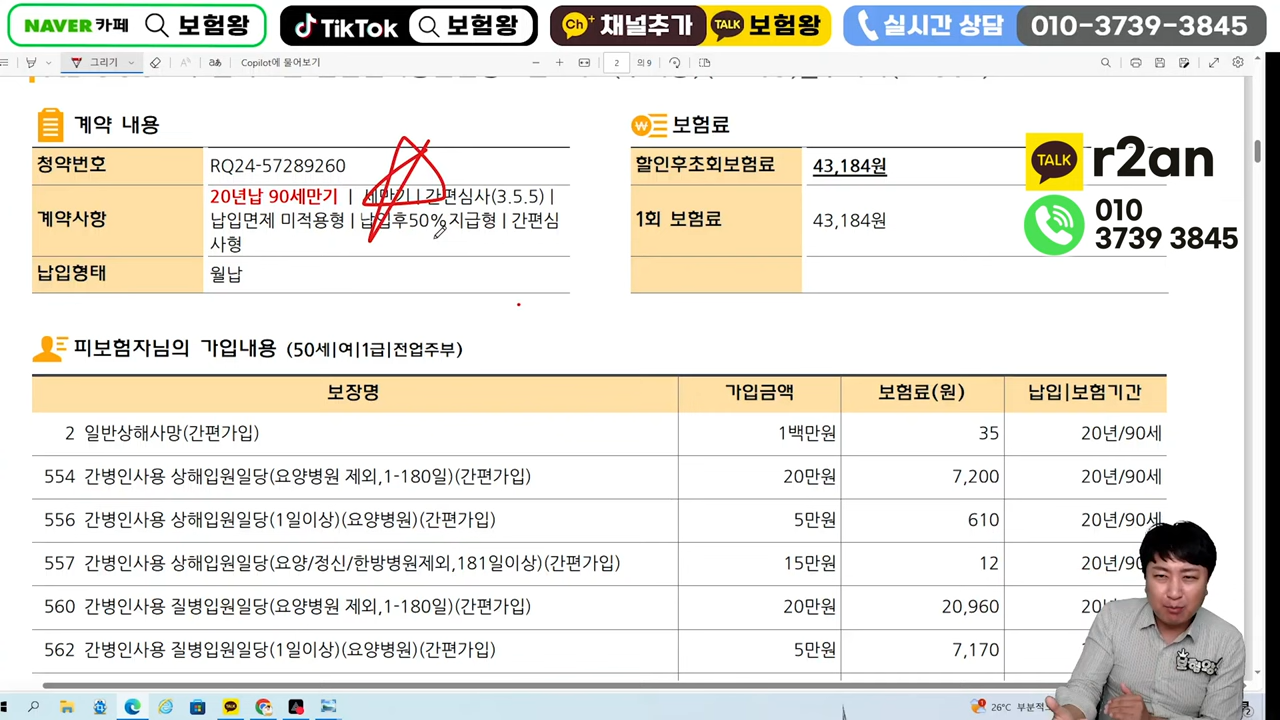 NAVER 카페 보험왕 TikTok 보험왕 Ch+ 채널추가 TALK 보험왕 실시간 상담 010-3739-3845
그리기 Copilot에 물어보기 2 의 9
계약 내용
청약번호 RQ24-57289260
계약사항 20년납 90세만기 | 세만기 | 간편심사(3.5.5) |
납입면제 미적용형 | 납입후50%지급형 | 간편심
사형
납입형태 월납
보험료
할인후초회보험료 43,184원
1회 보험료 43,184원
TALK r2an
010
3739 3845
피보험자님의 가입내용 (50세|여|1급|전업주부)
보장명 가입금액 보험료(원) 납입|보험기간
2 일반상해사망(간편가입) 1백만원 35 20년/90세
554 간병인사용 상해입원일당(요양병원 제외,1-180일)(간편가입) 20만원 7,200 20년/90세
556 간병인사용 상해입원일당(1일이상)(요양병원)(간편가입) 5만원 610 20년/90세
557 간병인사용 상해입원일당(요양/정신/한방병원제외,181일이상)(간편가입) 15만원 12 20년/90
560 간병인사용 질병입원일당(요양병원 제외,1-180일)(간편가입) 20만원 20,960
562 간병인사용 질병입원일당(1일이상)(요양병원)(간편가입) 5만원 7,170
보험왕
26°C 부분적